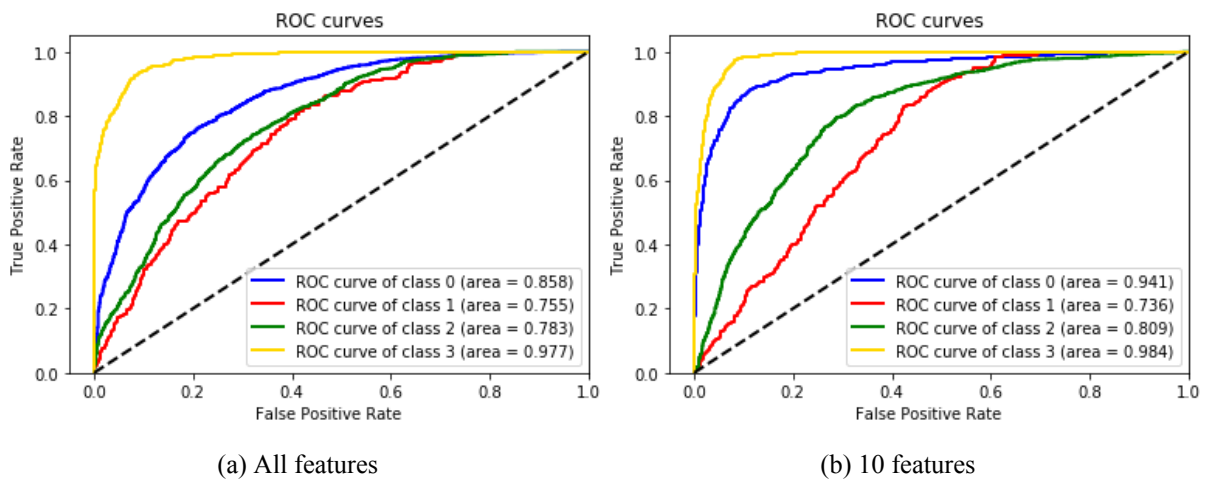 ROC curves
1.0
0.8
0.6
0.4
0.2
0.0
True Positive Rate
ROC curve of class 0 (area = 0.858)
ROC curve of class 1 (area = 0.755)
ROC curve of class 2 (area = 0.783)
ROC curve of class 3 (area = 0.977)
0.0 0.2 0.4 0.6 0.8 1.0
False Positive Rate
(a) All features
ROC curves
1.0
0.8
0.6
0.4
0.2
0.0
True Positive Rate
ROC curve of class 0 (area = 0.941)
ROC curve of class 1 (area = 0.736)
ROC curve of class 2 (area = 0.809)
ROC curve of class 3 (area = 0.984)
0.0 0.2 0.4 0.6 0.8 1.0
False Positive Rate
(b) 10 features